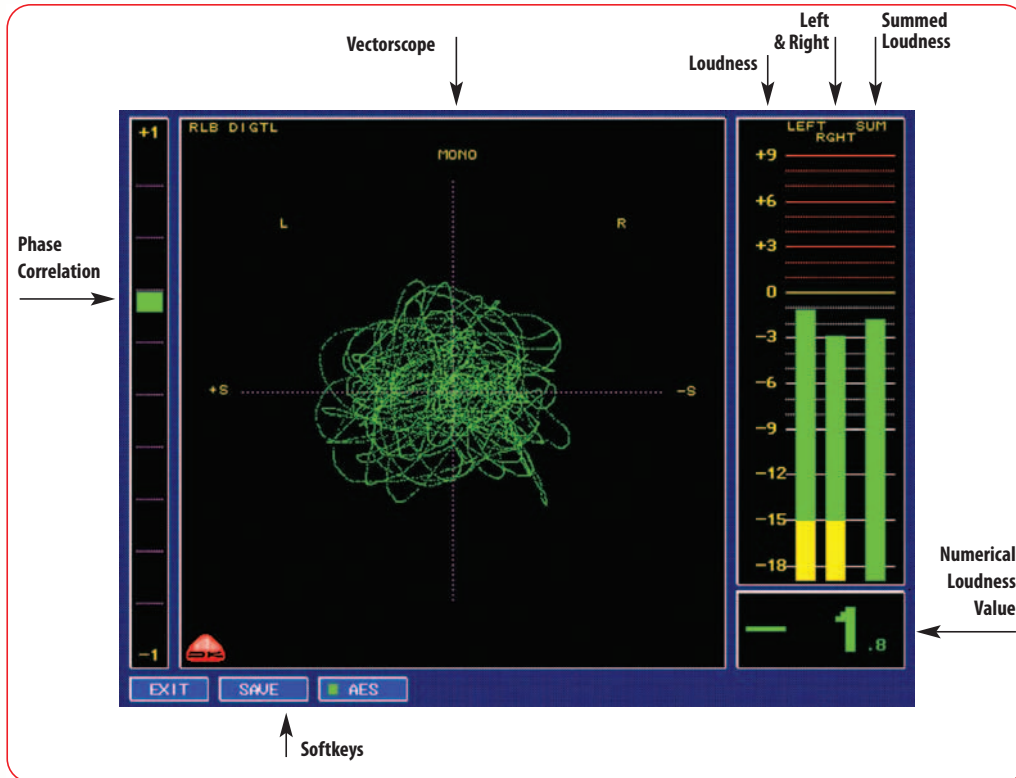 Vectorscope
Loudness
Left
& Right
Summed
Loudness
Phase
Correlation
+1
-1
RLB DIGTL
MONO
L
R
+S
-S
LEFT
RGHT
SUM
+9
+6
+3
0
-3
-6
-9
-12
-15
-18
- 1.8
Numerical
Loudness
Value
DK
EXIT
SAVE
AES
Softkeys